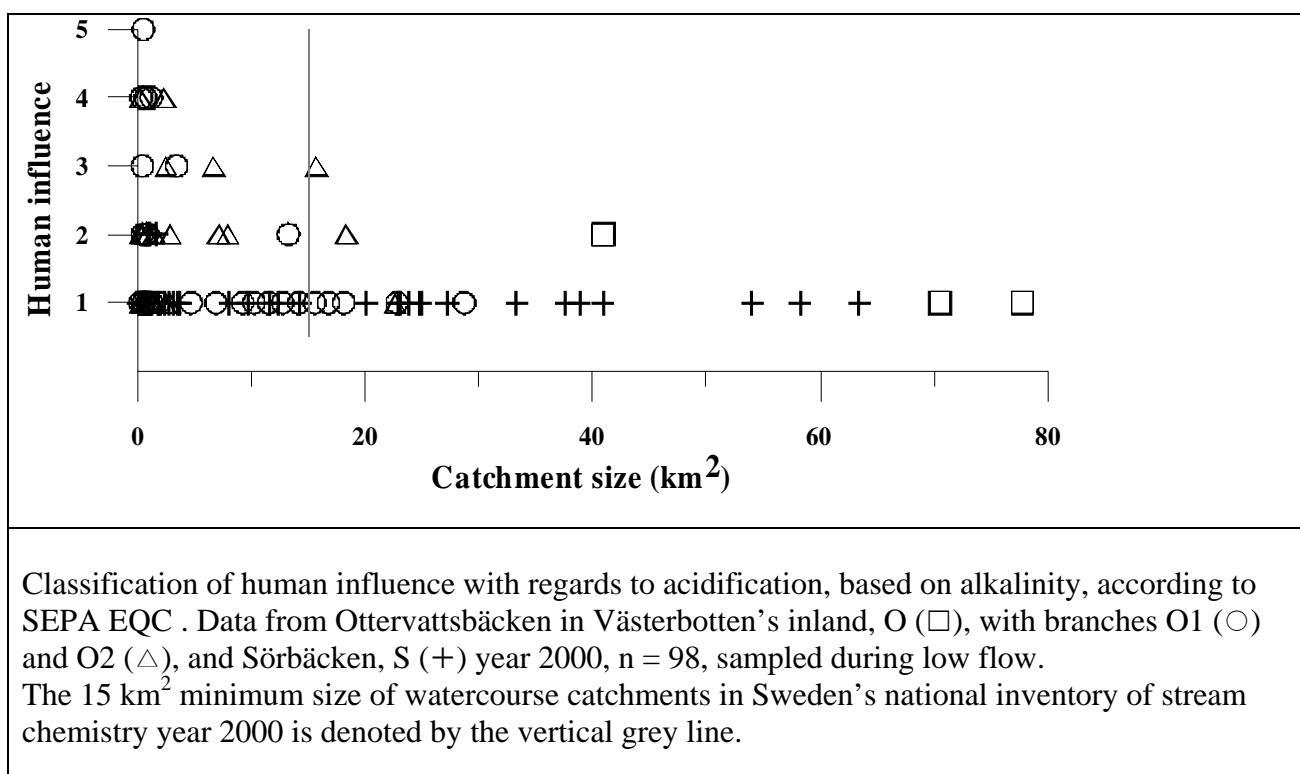 5
4
3
2
1
Human influence
0 20 40 60 80
Catchment size (km²)
Classification of human influence with regards to acidification, based on alkalinity, according to
SEPA EQC . Data from Ottervattsbäcken in Västerbotten’s inland, O (□), with branches O1 (○)
and O2 (△), and Sörbäcken, S (+) year 2000, n = 98, sampled during low flow.
The 15 km² minimum size of watercourse catchments in Sweden’s national inventory of stream
chemistry year 2000 is denoted by the vertical grey line.